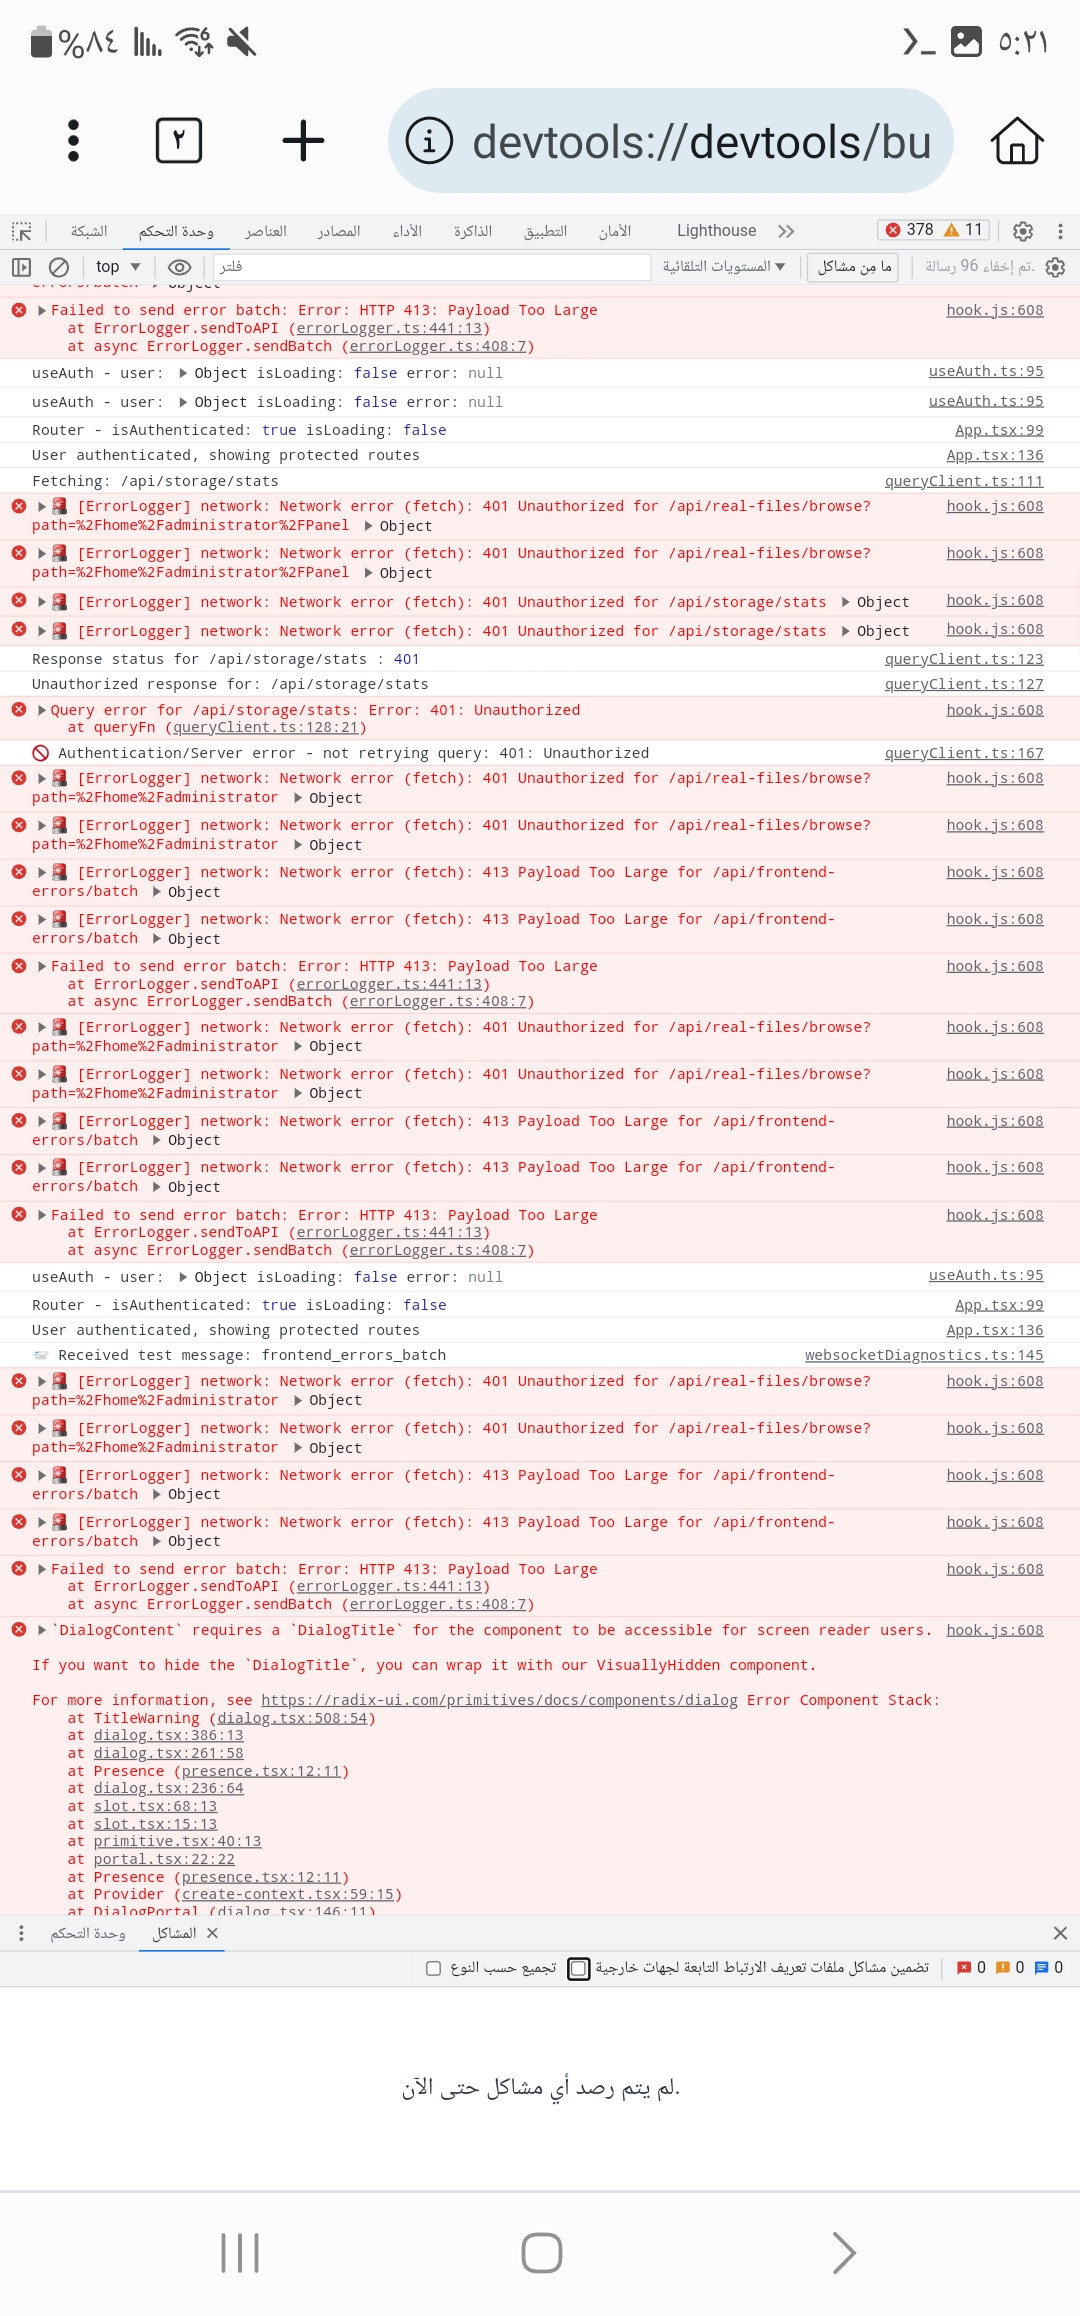 %٨٤
٥:٢١
٢
devtools://devtools/bu
الشبكة وحدة التحكم العناصر المصادر الأداء الذاكرة التطبيق الأمان Lighthouse 378 11
top فلتر المستويات التلقائية ما مِن مشاكل تم إخفاء 96 رسالة.
errors/batch Object
Failed to send error batch: Error: HTTP 413: Payload Too Large hook.js:608
at ErrorLogger.sendToAPI (errorLogger.ts:441:13)
at async ErrorLogger.sendBatch (errorLogger.ts:408:7)
useAuth - user: Object isLoading: false error: null useAuth.ts:95
useAuth - user: Object isLoading: false error: null useAuth.ts:95
Router - isAuthenticated: true isLoading: false App.tsx:99
User authenticated, showing protected routes App.tsx:136
Fetching: /api/storage/stats queryClient.ts:111
[ErrorLogger] network: Network error (fetch): 401 Unauthorized for /api/real-files/browse? hook.js:608
path=%2Fhome%2Fadministrator%2FPanel Object
[ErrorLogger] network: Network error (fetch): 401 Unauthorized for /api/real-files/browse? hook.js:608
path=%2Fhome%2Fadministrator%2FPanel Object
[ErrorLogger] network: Network error (fetch): 401 Unauthorized for /api/storage/stats Object hook.js:608
[ErrorLogger] network: Network error (fetch): 401 Unauthorized for /api/storage/stats Object hook.js:608
Response status for /api/storage/stats : 401 queryClient.ts:123
Unauthorized response for: /api/storage/stats queryClient.ts:127
Query error for /api/storage/stats: Error: 401: Unauthorized hook.js:608
at queryFn (queryClient.ts:128:21)
Authentication/Server error - not retrying query: 401: Unauthorized queryClient.ts:167
[ErrorLogger] network: Network error (fetch): 401 Unauthorized for /api/real-files/browse? hook.js:608
path=%2Fhome%2Fadministrator Object
[ErrorLogger] network: Network error (fetch): 401 Unauthorized for /api/real-files/browse? hook.js:608
path=%2Fhome%2Fadministrator Object
[ErrorLogger] network: Network error (fetch): 413 Payload Too Large for /api/frontend- hook.js:608
errors/batch Object
[ErrorLogger] network: Network error (fetch): 413 Payload Too Large for /api/frontend- hook.js:608
errors/batch Object
Failed to send error batch: Error: HTTP 413: Payload Too Large hook.js:608
at ErrorLogger.sendToAPI (errorLogger.ts:441:13)
at async ErrorLogger.sendBatch (errorLogger.ts:408:7)
[ErrorLogger] network: Network error (fetch): 401 Unauthorized for /api/real-files/browse? hook.js:608
path=%2Fhome%2Fadministrator Object
[ErrorLogger] network: Network error (fetch): 401 Unauthorized for /api/real-files/browse? hook.js:608
path=%2Fhome%2Fadministrator Object
[ErrorLogger] network: Network error (fetch): 413 Payload Too Large for /api/frontend- hook.js:608
errors/batch Object
[ErrorLogger] network: Network error (fetch): 413 Payload Too Large for /api/frontend- hook.js:608
errors/batch Object
Failed to send error batch: Error: HTTP 413: Payload Too Large hook.js:608
at ErrorLogger.sendToAPI (errorLogger.ts:441:13)
at async ErrorLogger.sendBatch (errorLogger.ts:408:7)
useAuth - user: Object isLoading: false error: null useAuth.ts:95
Router - isAuthenticated: true isLoading: false App.tsx:99
User authenticated, showing protected routes App.tsx:136
Received test message: frontend_errors_batch websocketDiagnostics.ts:145
[ErrorLogger] network: Network error (fetch): 401 Unauthorized for /api/real-files/browse? hook.js:608
path=%2Fhome%2Fadministrator Object
[ErrorLogger] network: Network error (fetch): 401 Unauthorized for /api/real-files/browse? hook.js:608
path=%2Fhome%2Fadministrator Object
[ErrorLogger] network: Network error (fetch): 413 Payload Too Large for /api/frontend- hook.js:608
errors/batch Object
[ErrorLogger] network: Network error (fetch): 413 Payload Too Large for /api/frontend- hook.js:608
errors/batch Object
Failed to send error batch: Error: HTTP 413: Payload Too Large hook.js:608
at ErrorLogger.sendToAPI (errorLogger.ts:441:13)
at async ErrorLogger.sendBatch (errorLogger.ts:408:7)
`DialogContent` requires a `DialogTitle` for the component to be accessible for screen reader users. hook.js:608
If you want to hide the `DialogTitle`, you can wrap it with our VisuallyHidden component.
For more information, see https://radix-ui.com/primitives/docs/components/dialog Error Component Stack:
at TitleWarning (dialog.tsx:508:54)
at dialog.tsx:386:13
at dialog.tsx:261:58
at Presence (presence.tsx:12:11)
at dialog.tsx:236:64
at slot.tsx:68:13
at slot.tsx:15:13
at primitive.tsx:40:13
at portal.tsx:22:22
at Presence (presence.tsx:12:11)
at Provider (create-context.tsx:59:15)
at DialogPortal (dialog.tsx:146:11)
وحدة التحكم المشاكل
تجميع حسب النوع تضمين مشاكل ملفات تعريف الارتباط التابعة لجهات خارجية 0 0 0
لم يتم رصد أي مشاكل حتى الآن.